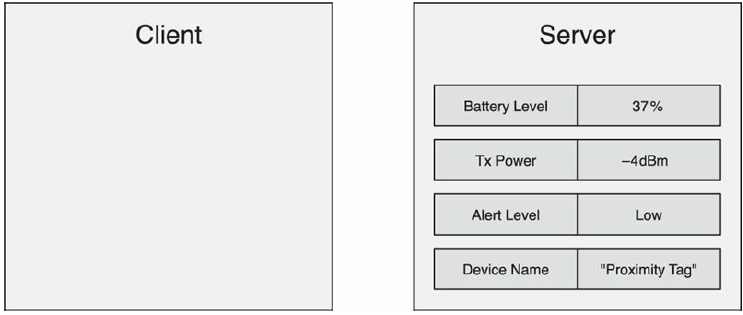 Client
Server
Battery Level 37%
Tx Power –4dBm
Alert Level Low
Device Name "Proximity Tag"